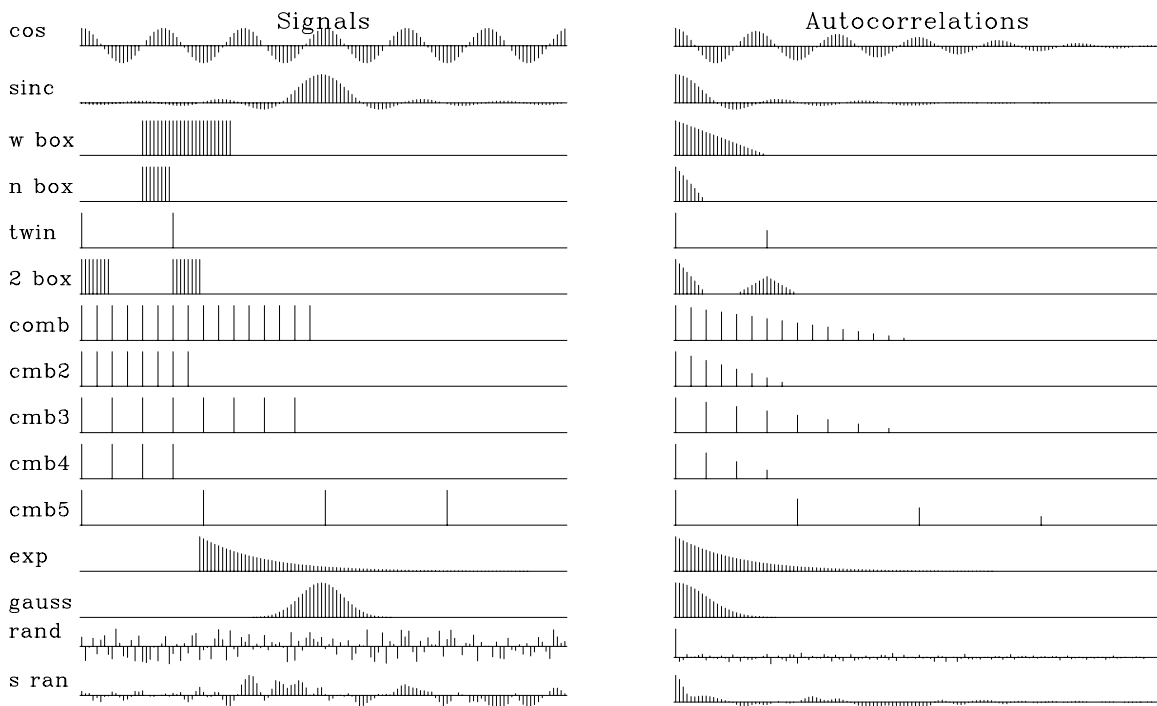 Signals
Autocorrelations
cos
sinc
w box
n box
twin
2 box
comb
cmb2
cmb3
cmb4
cmb5
exp
gauss
rand
s ran